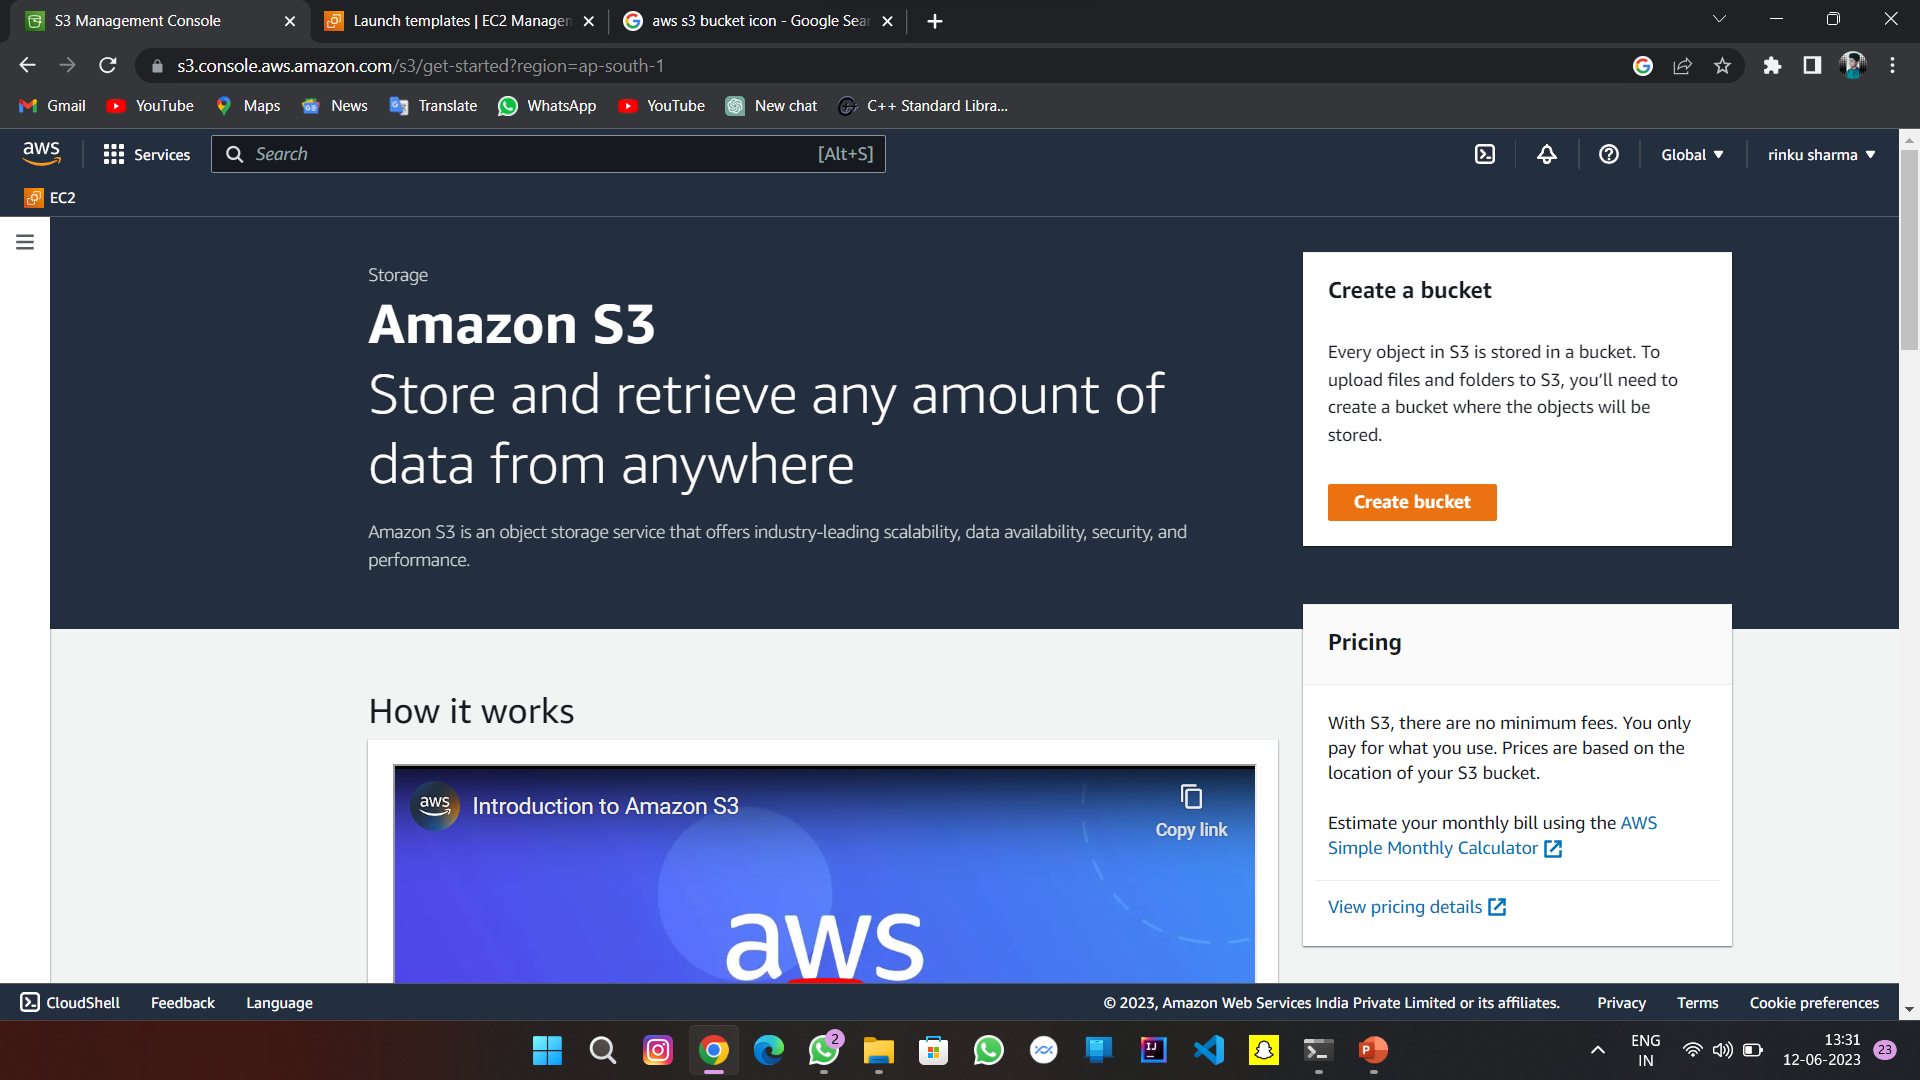 S3 Management Console
Launch templates | EC2 Managem
aws s3 bucket icon - Google Sear
s3.console.aws.amazon.com/s3/get-started?region=ap-south-1
Gmail
YouTube
Maps
News
Translate
WhatsApp
YouTube
New chat
C++ Standard Libra...
aws
Services
Search
[Alt+S]
Global
rinku sharma
EC2
Storage
Amazon S3
Store and retrieve any amount of
data from anywhere
Amazon S3 is an object storage service that offers industry-leading scalability, data availability, security, and
performance.
Create a bucket
Every object in S3 is stored in a bucket. To
upload files and folders to S3, you’ll need to
create a bucket where the objects will be
stored.
Create bucket
Pricing
With S3, there are no minimum fees. You only
pay for what you use. Prices are based on the
location of your S3 bucket.
Estimate your monthly bill using the AWS
Simple Monthly Calculator
View pricing details
How it works
aws
Introduction to Amazon S3
Copy link
aws
CloudShell
Feedback
Language
© 2023, Amazon Web Services India Private Limited or its affiliates.
Privacy
Terms
Cookie preferences
2
IJ
P
ENG
IN
13:31
12-06-2023
23